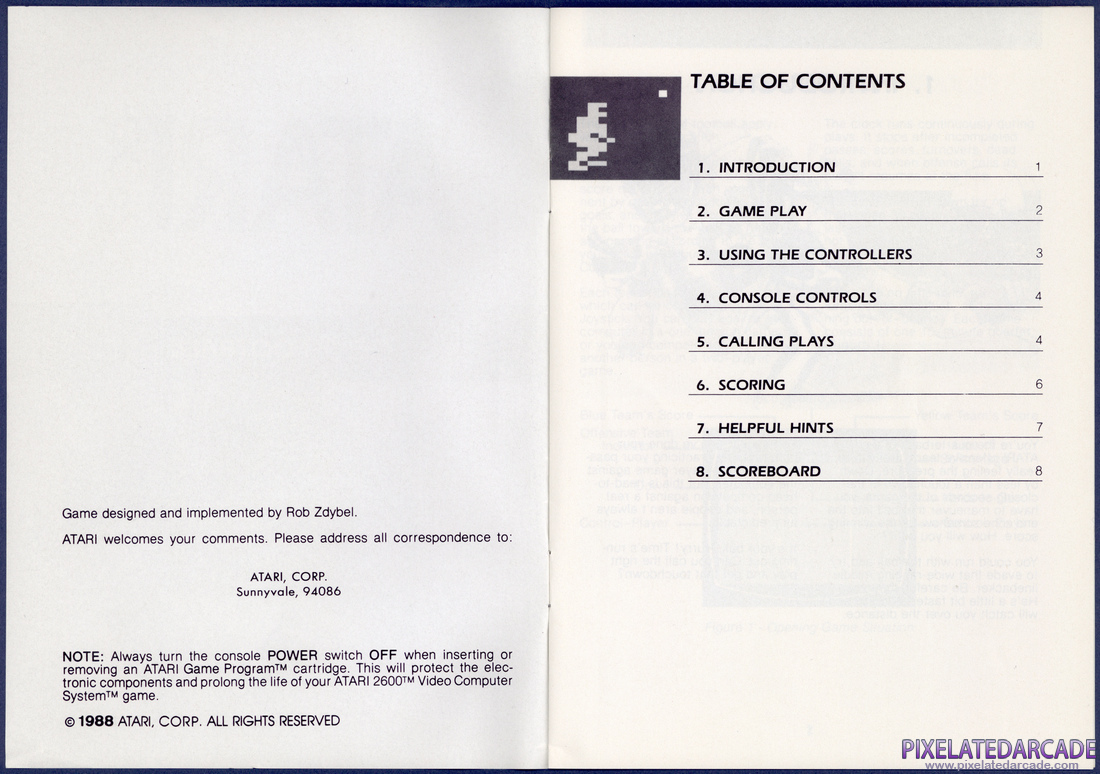 Game designed and implemented by Rob Zdybel.
ATARI welcomes your comments. Please address all correspondence to:
ATARI, CORP.
Sunnyvale, 94086
NOTE: Always turn the console POWER switch OFF when inserting or
removing an ATARI Game Program™ cartridge. This will protect the elec-
tronic components and prolong the life of your ATARI 2600™ Video Computer
System™ game.
© 1988 ATARI, CORP. ALL RIGHTS RESERVED
TABLE OF CONTENTS
1. INTRODUCTION 1
2. GAME PLAY 2
3. USING THE CONTROLLERS 3
4. CONSOLE CONTROLS 4
5. CALLING PLAYS 4
6. SCORING 6
7. HELPFUL HINTS 7
8. SCOREBOARD 8
PIXELATEDARCADE
www.pixelatedarcade.com